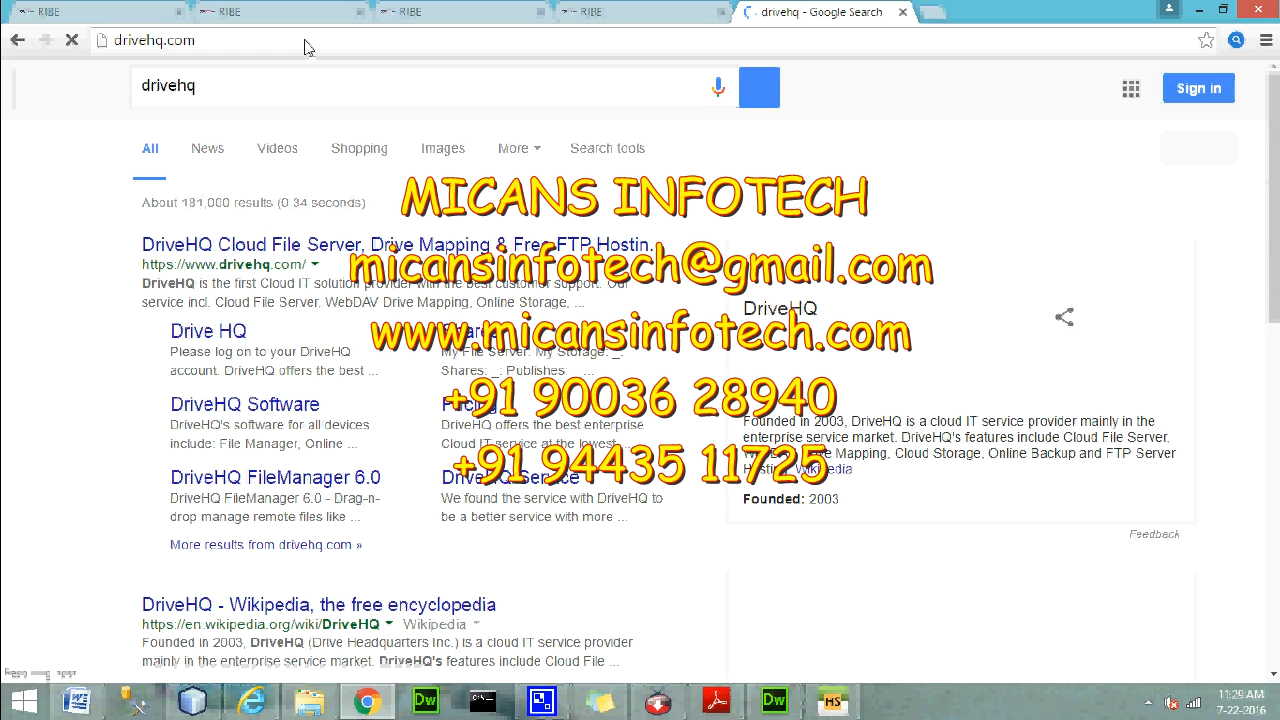 RIBE
RIBE
RIBE
RIBE
drivehq - Google Search
drivehq.com
drivehq
Sign in
All
News
Videos
Shopping
Images
More
Search tools
About 181,000 results (0.34 seconds)
MICANS INFOTECH
micansinfotech@gmail.com
www.micansinfotech.com
+91 90036 28940
+91 94435 11725
DriveHQ Cloud File Server, Drive Mapping & Free FTP Hostin...
https://www.drivehq.com/
DriveHQ is the first Cloud IT solution provider with the best customer support. Our
service incl. Cloud File Server, WebDAV Drive Mapping, Online Storage, ...
Drive HQ
Please log on to your DriveHQ
account. DriveHQ offers the best ...
Shares
My File Server: My Storage: _:
Shares: _: Publishes: ...
DriveHQ Software
DriveHQ's software for all devices
include: File Manager, Online ...
Pricing
DriveHQ offers the best enterprise
Cloud IT service at the lowest ...
DriveHQ FileManager 6.0
DriveHQ FileManager 6.0 - Drag-n-
drop manage remote files like ...
DriveHQ Service
We found the service with DriveHQ to
be a better service with more ...
More results from drivehq.com »
DriveHQ - Wikipedia, the free encyclopedia
https://en.wikipedia.org/wiki/DriveHQ Wikipedia
Founded in 2003, DriveHQ (Drive Headquarters Inc.) is a cloud IT service provider
mainly in the enterprise service market. DriveHQ's features include Cloud File ...
DriveHQ
Founded in 2003, DriveHQ is a cloud IT service provider mainly in the
enterprise service market. DriveHQ's features include Cloud File Server,
WebDAV Drive Mapping, Cloud Storage, Online Backup and FTP Server
Hosting. Wikipedia
Founded: 2003
Feedback
Dw
Dw
HS
11:29 AM
7-22-2016